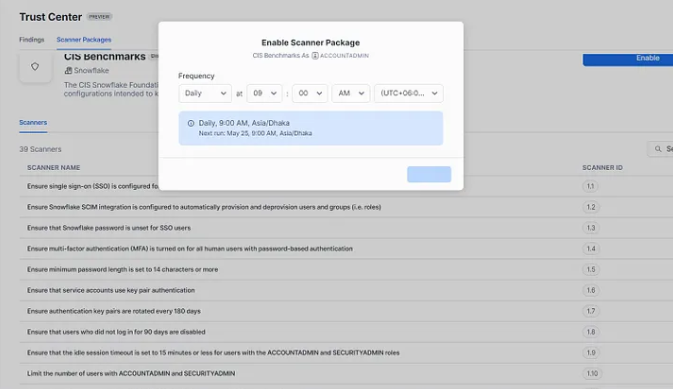 Trust Center PREVIEW
Findings Scanner Packages
CIS Benchmarks
Snowflake
The CIS Snowflake Foundati
configurations intended to k
Enable
Enable Scanner Package
CIS Benchmarks As ACCOUNTADMIN
Frequency
Daily at 09 : 00 AM (UTC+06:0...
Daily, 9:00 AM, Asia/Dhaka
Next run: May 25, 9:00 AM, Asia/Dhaka
Scanners
39 Scanners
SCANNER NAME SCANNER ID
Ensure single sign-on (SSO) is configured fo 1.1
Ensure Snowflake SCIM integration is configured to automatically provision and deprovision users and groups (i.e. roles) 1.2
Ensure that Snowflake password is unset for SSO users 1.3
Ensure multi-factor authentication (MFA) is turned on for all human users with password-based authentication 1.4
Ensure minimum password length is set to 14 characters or more 1.5
Ensure that service accounts use key pair authentication 1.6
Ensure authentication key pairs are rotated every 180 days 1.7
Ensure that users who did not log in for 90 days are disabled 1.8
Ensure that the idle session timeout is set to 15 minutes or less for users with the ACCOUNTADMIN and SECURITYADMIN roles 1.9
Limit the number of users with ACCOUNTADMIN and SECURITYADMIN 1.10